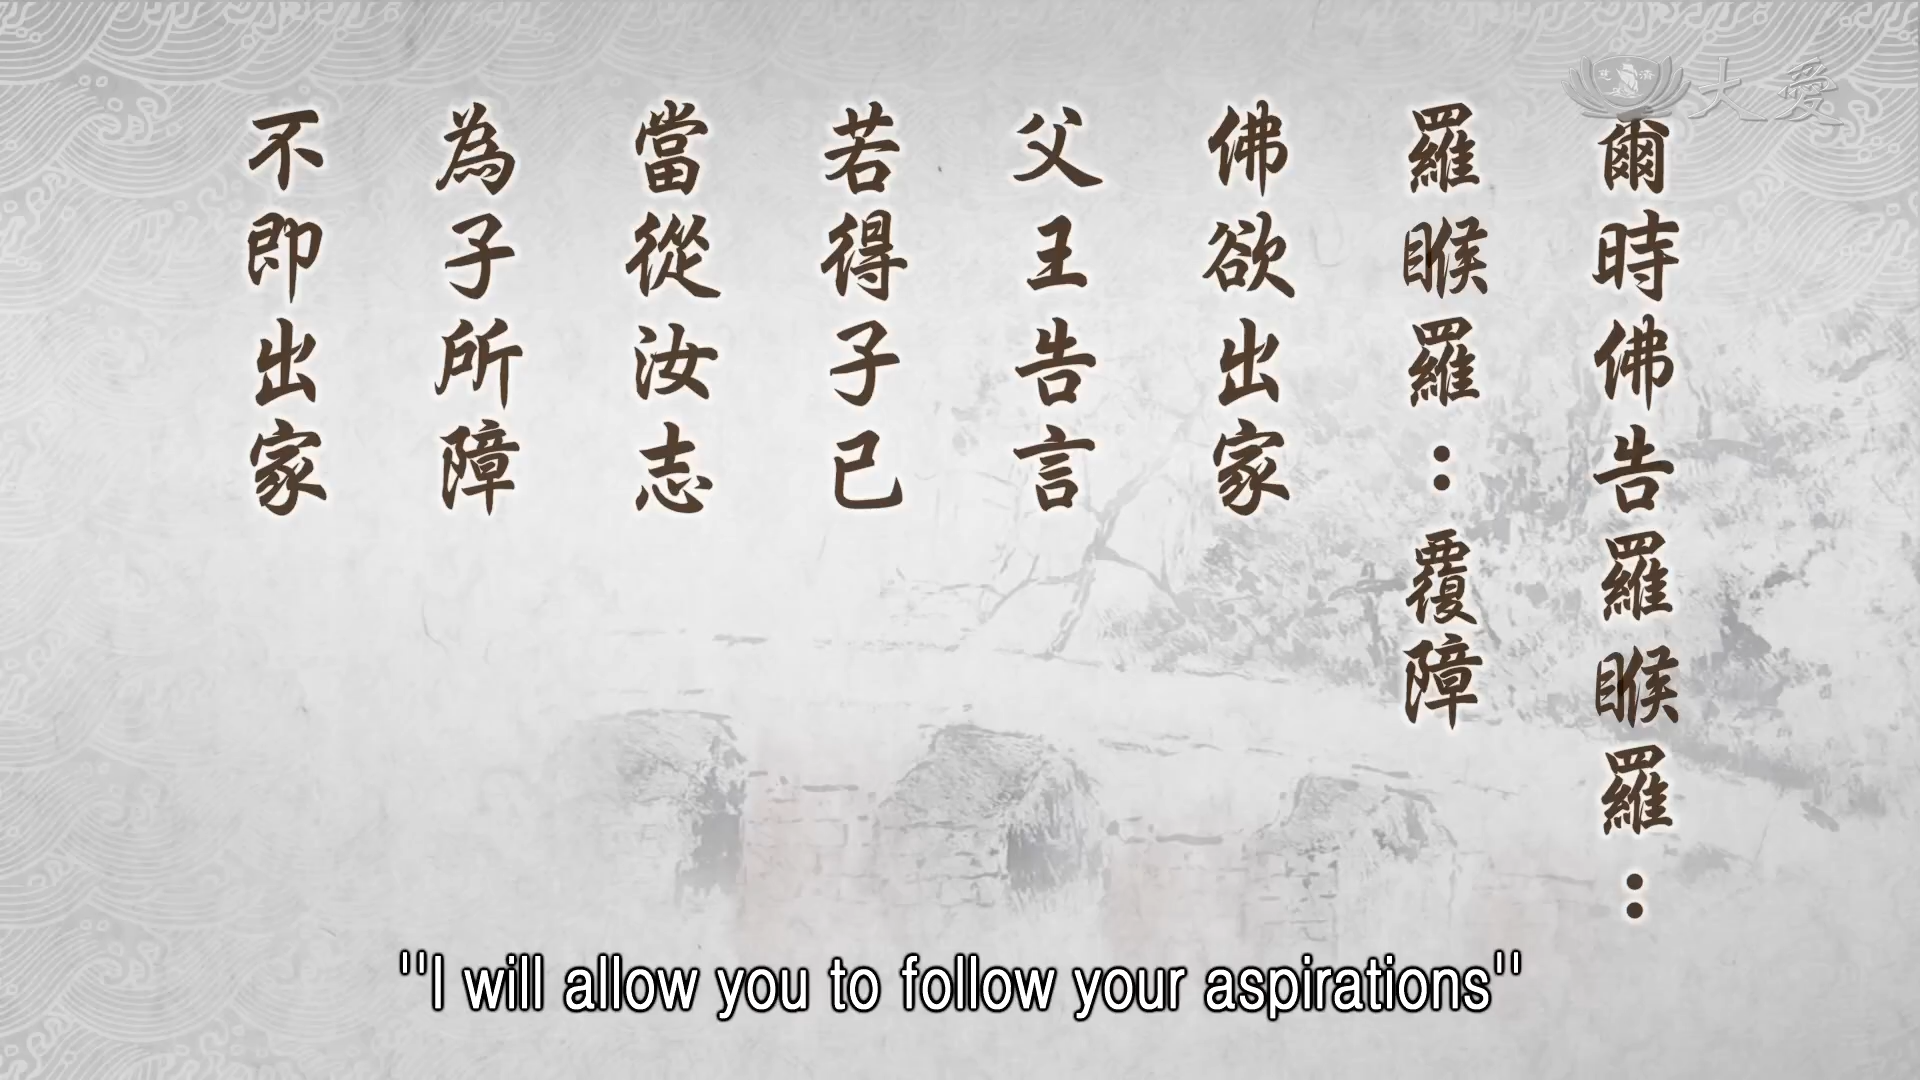 爾時佛告羅睺羅：
羅睺羅：覆障
佛欲出家
父王告言
若得子已
當從汝志
為子所障
不即出家
大愛
慈濟
"I will allow you to follow your aspirations"